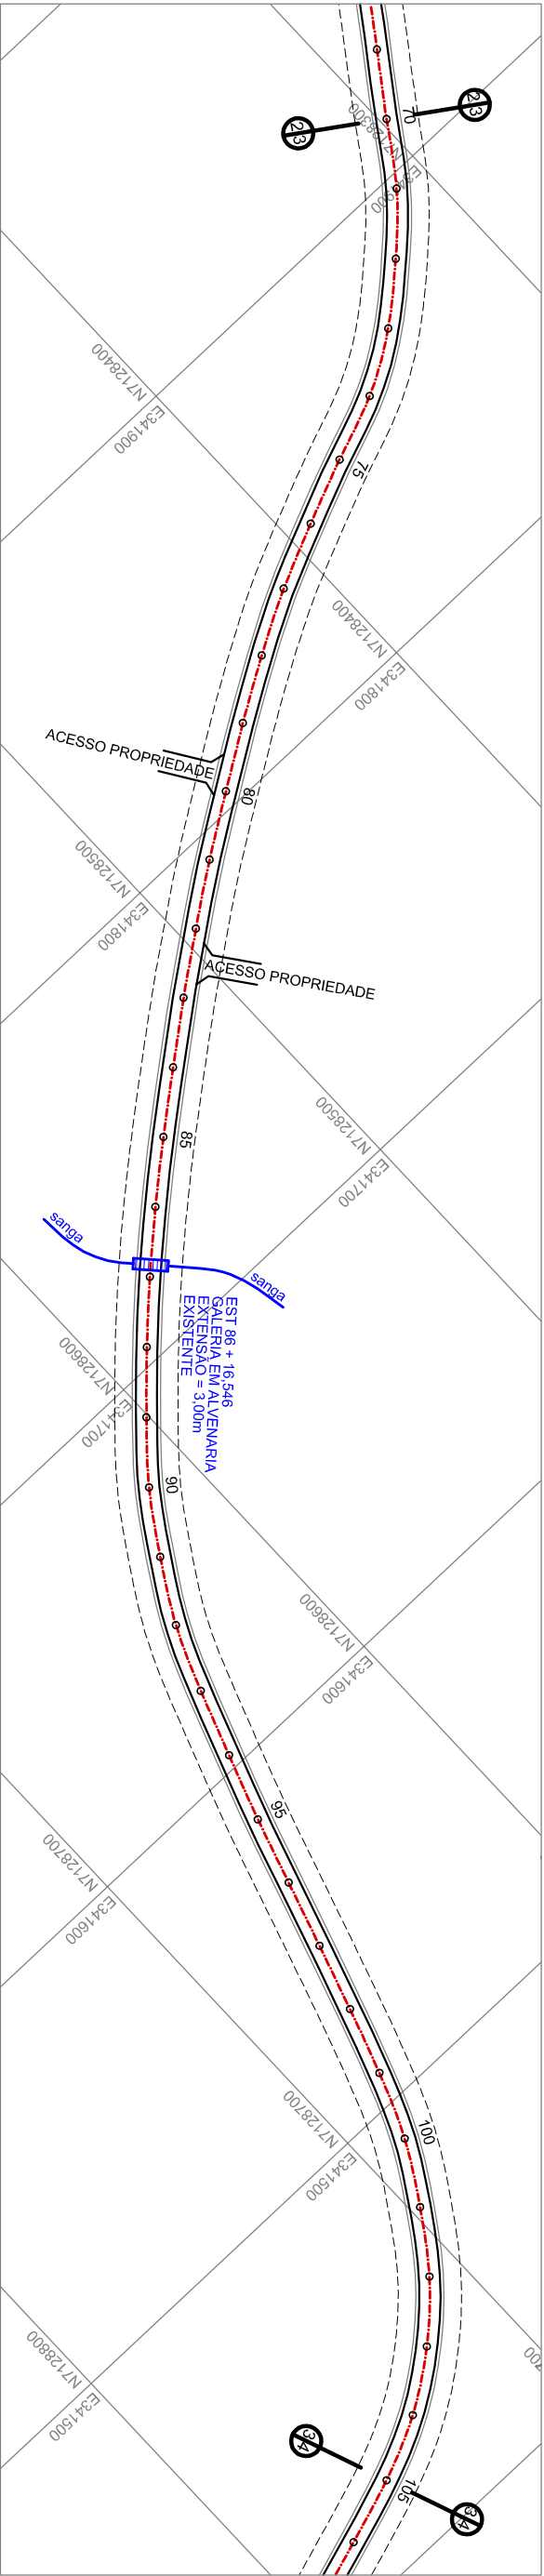 2/3
2/3
70
N7128300
E341900
N7128400
E341900
75
N7128400
E341800
ACESSO PROPRIEDADE
80
N7128500
E341800
ACESSO PROPRIEDADE
N7128500
E341700
85
sanga
sanga
EST 86 + 16,546
GALERIA EM ALVENARIA
EXTENSÃO = 3,00m
EXISTENTE
N7128600
E341700
90
N7128600
E341600
95
N7128700
E341600
100
N7128700
E341500
700
N7128800
E341500
3/4
105
3/4